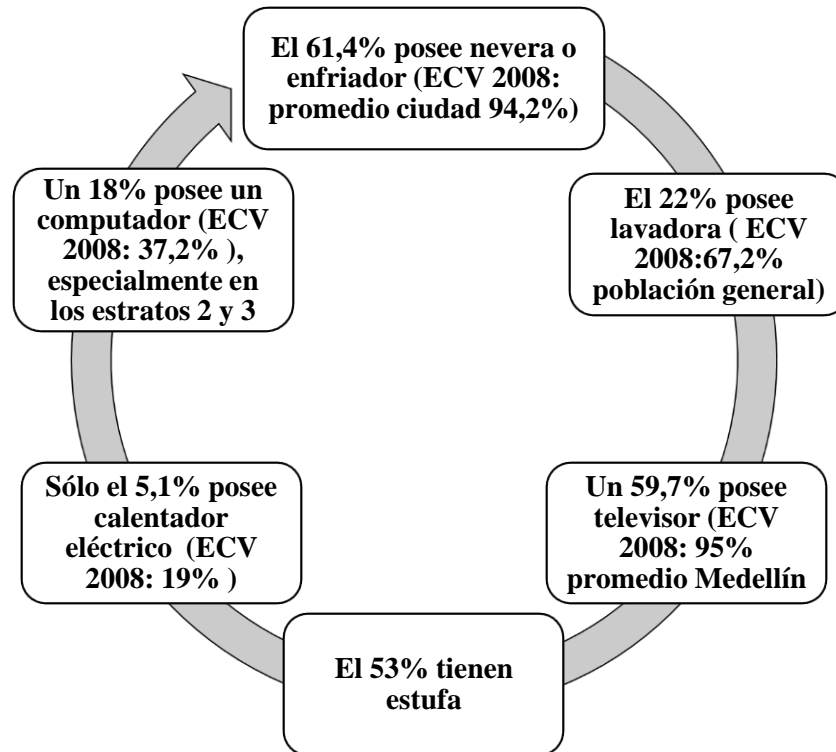 El 61,4% posee nevera o
enfriador (ECV 2008:
promedio ciudad 94,2%)
El 22% posee
lavadora ( ECV
2008:67,2%
población general)
Un 59,7% posee
televisor (ECV
2008: 95%
promedio Medellín
El 53% tienen
estufa
Sólo el 5,1% posee
calentador
eléctrico (ECV
2008: 19% )
Un 18% posee un
computador (ECV
2008: 37,2% ),
especialmente en
los estratos 2 y 3